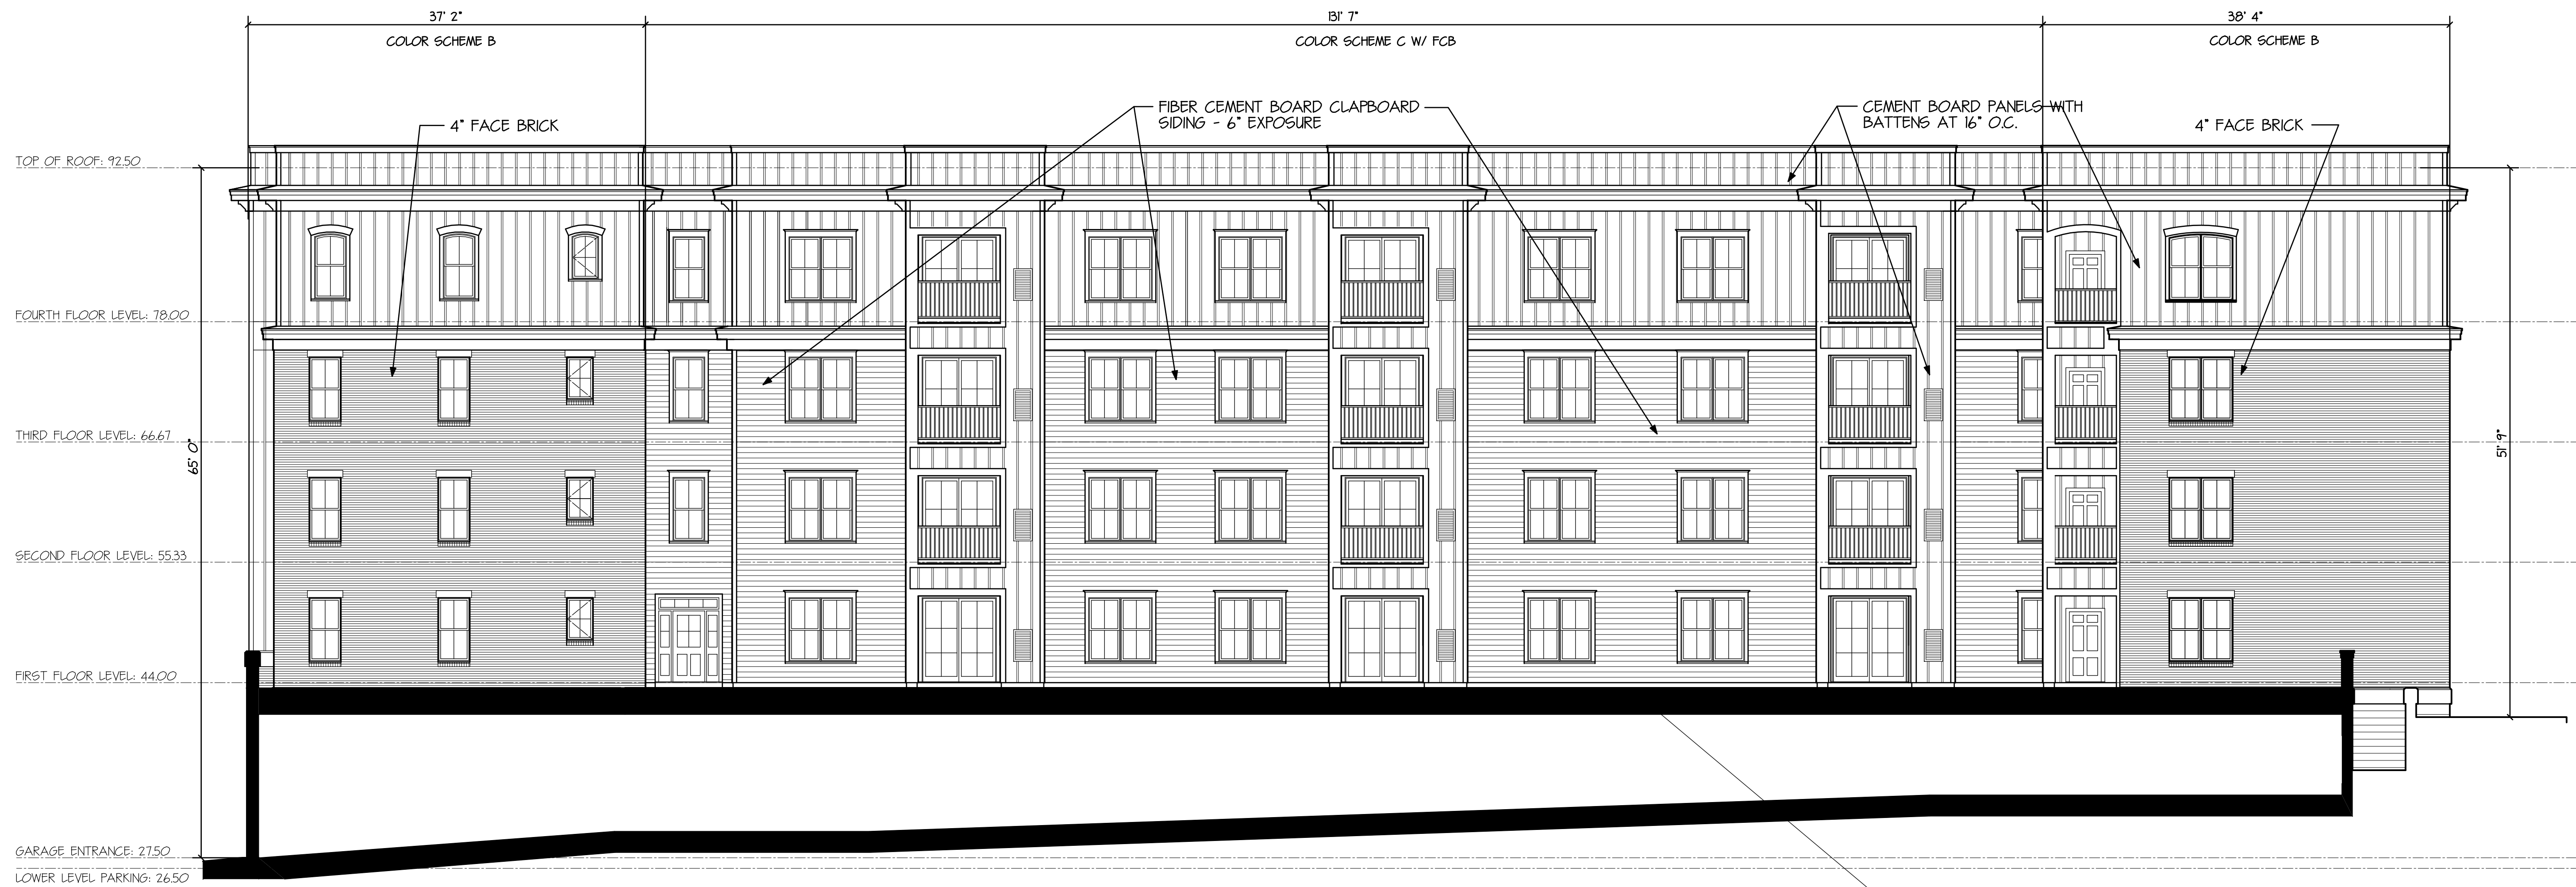 37' 2"
131' 7"
38' 4"
COLOR SCHEME B
COLOR SCHEME C W/ FCB
COLOR SCHEME B
4" FACE BRICK
FIBER CEMENT BOARD CLAPBOARD
SIDING - 6" EXPOSURE
CEMENT BOARD PANELS WITH
BATTENS AT 16" O.C.
4" FACE BRICK
TOP OF ROOF: 92.50
FOURTH FLOOR LEVEL: 78.00
THIRD FLOOR LEVEL: 66.67
65' 0"
51' 9"
SECOND FLOOR LEVEL: 55.33
FIRST FLOOR LEVEL: 44.00
GARAGE ENTRANCE: 27.50
LOWER LEVEL PARKING: 26.50